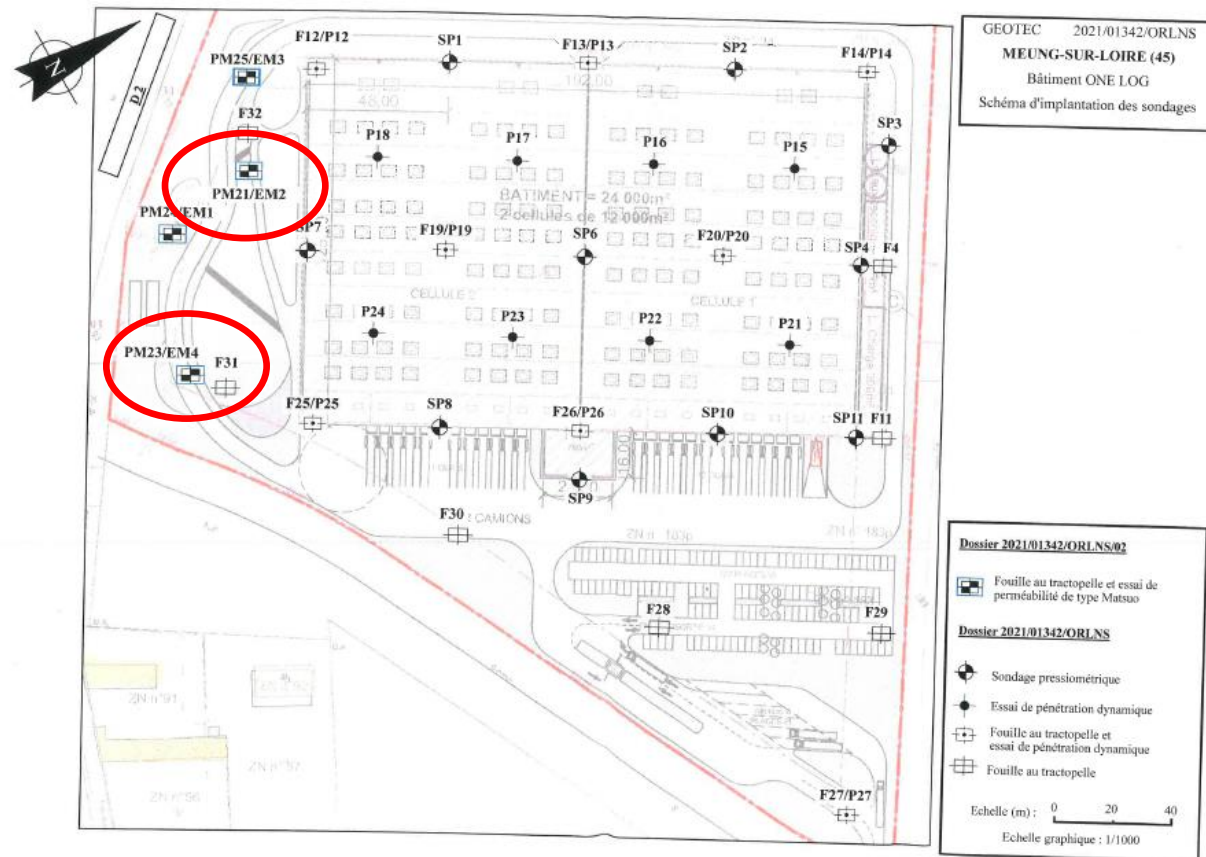 GEOTEC 2021/01342/ORLNS
MEUNG-SUR-LOIRE (45)
Bâtiment ONE LOG
Schéma d'implantation des sondages
N
D 2
PM25/EM3
F12/P12
SP1
F13/P13
SP2
F14/P14
192,00
48,00
F32
SP3
P18
P17
P16
P15
PM21/EM2
BATIMENT = 24 000m²
2 cellules de 12 000m²
PM24/EM1
SP7
F19/P19
SP6
F20/P20
SP4
F4
CELLULE 2
CELLULE 1
P24
P23
P22
P21
PM23/EM4
F31
F25/P25
SP8
F26/P26
SP10
SP11
F11
16,00
SP9
F30
CAMIONS
ZN n° 183p
ZN n° 183p
F28
F29
ZN n°91
F27/P27
Dossier 2021/01342/ORLNS/02
Fouille au tractopelle et essai de
perméabilité de type Matsuo
Dossier 2021/01342/ORLNS
Sondage pressiométrique
Essai de pénétration dynamique
Fouille au tractopelle et
essai de pénétration dynamique
Fouille au tractopelle
Echelle (m) : 0 20 40
Echelle graphique : 1/1000